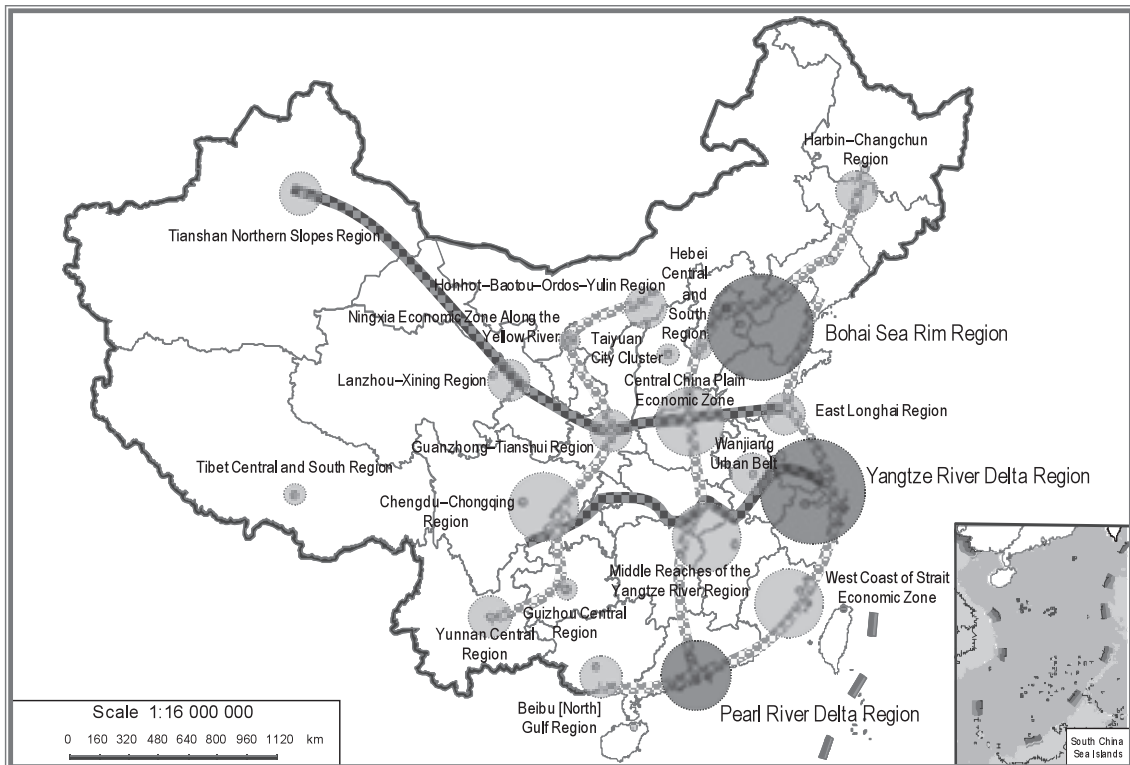 Harbin–Changchun
Region
Tianshan Northern Slopes Region
Hebei
Central
and
South
Region
Hohhot–Baotou–Ordos–Yulin Region
Ningxia Economic Zone Along the
Yellow River
Taiyuan
City Cluster
Bohai Sea Rim Region
Lanzhou–Xining Region
Central China Plain
Economic Zone
East Longhai Region
Guanzhong–Tianshui Region
Wanjiang
Urban Belt
Tibet Central and South Region
Yangtze River Delta Region
Chengdu–Chongqing
Region
Middle Reaches of the
Yangtze River Region
West Coast of Strait
Economic Zone
Guizhou Central
Region
Yunnan Central
Region
Beibu [North]
Gulf Region
Pearl River Delta Region
Scale 1:16 000 000
0 160 320 480 640 800 960 1120 km
South China
Sea Islands